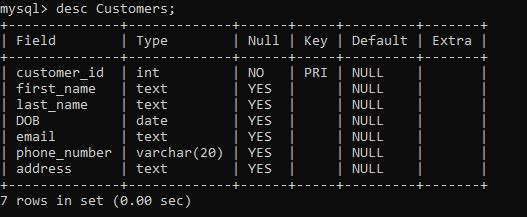 mysql> desc Customers;
+--------------+-------------+------+-----+---------+-------+
| Field        | Type        | Null | Key | Default | Extra |
+--------------+-------------+------+-----+---------+-------+
| customer_id  | int         | NO   | PRI | NULL    |       |
| first_name   | text        | YES  |     | NULL    |       |
| last_name    | text        | YES  |     | NULL    |       |
| DOB          | date        | YES  |     | NULL    |       |
| email        | text        | YES  |     | NULL    |       |
| phone_number | varchar(20) | YES  |     | NULL    |       |
| address      | text        | YES  |     | NULL    |       |
+--------------+-------------+------+-----+---------+-------+
7 rows in set (0.00 sec)